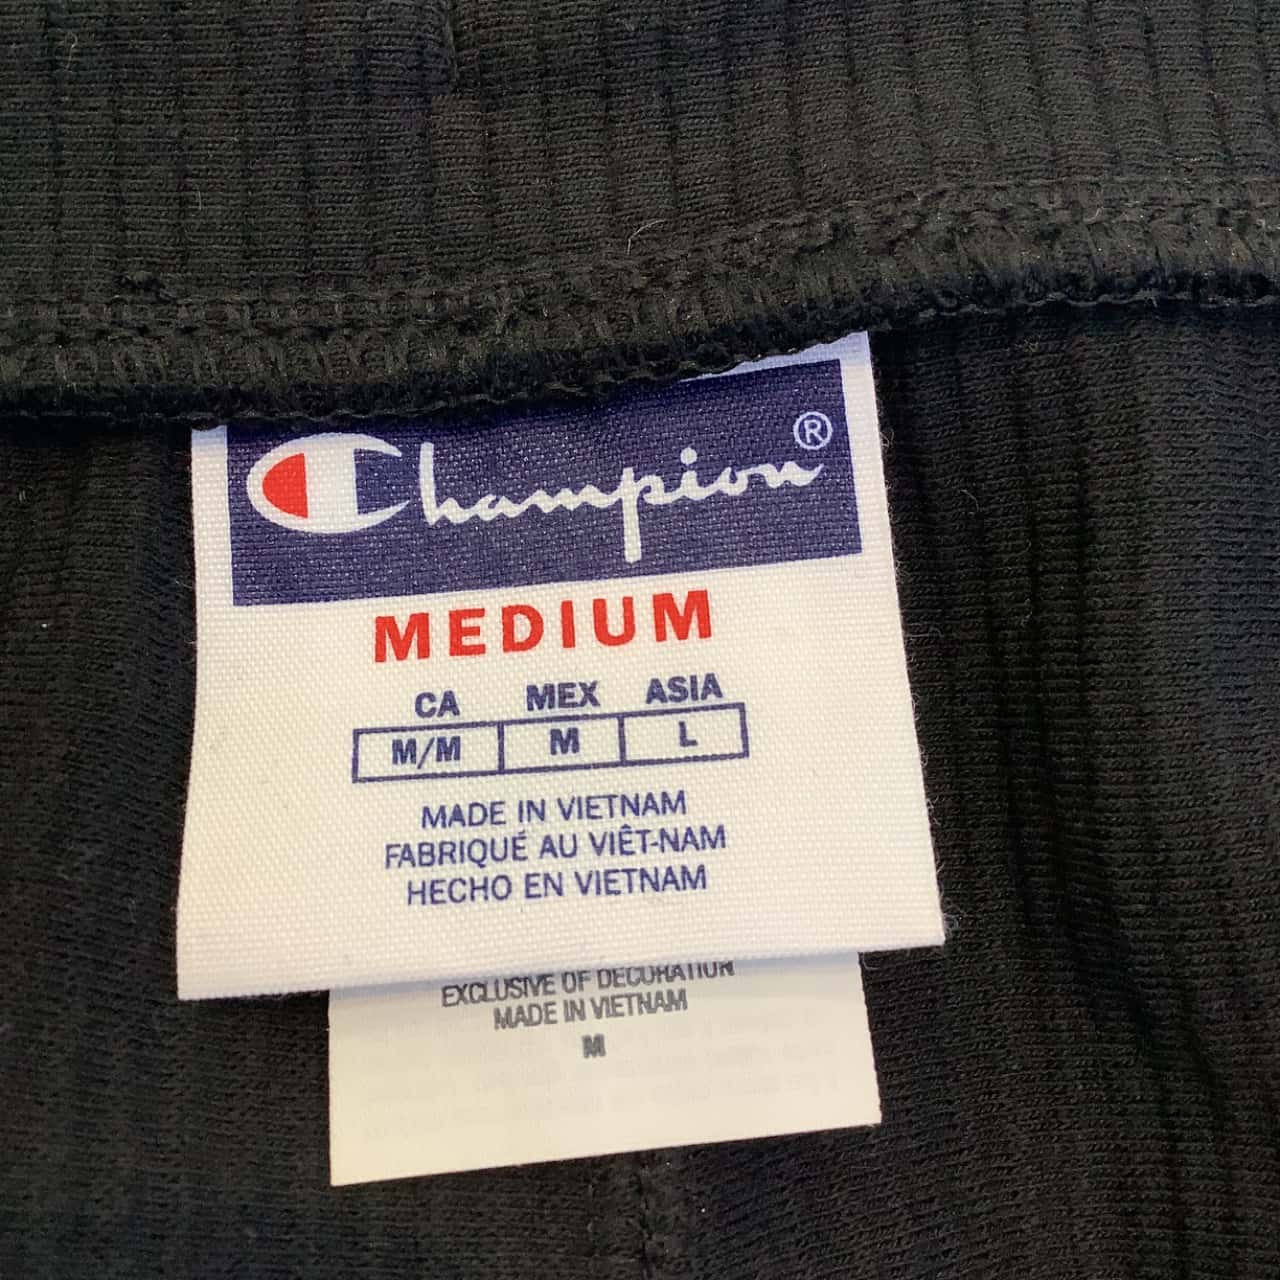 Champion®
MEDIUM
CA MEX ASIA
M/M M L
MADE IN VIETNAM
FABRIQUÉ AU VIÊT-NAM
HECHO EN VIETNAM
EXCLUSIVE OF DECORATION
MADE IN VIETNAM
M